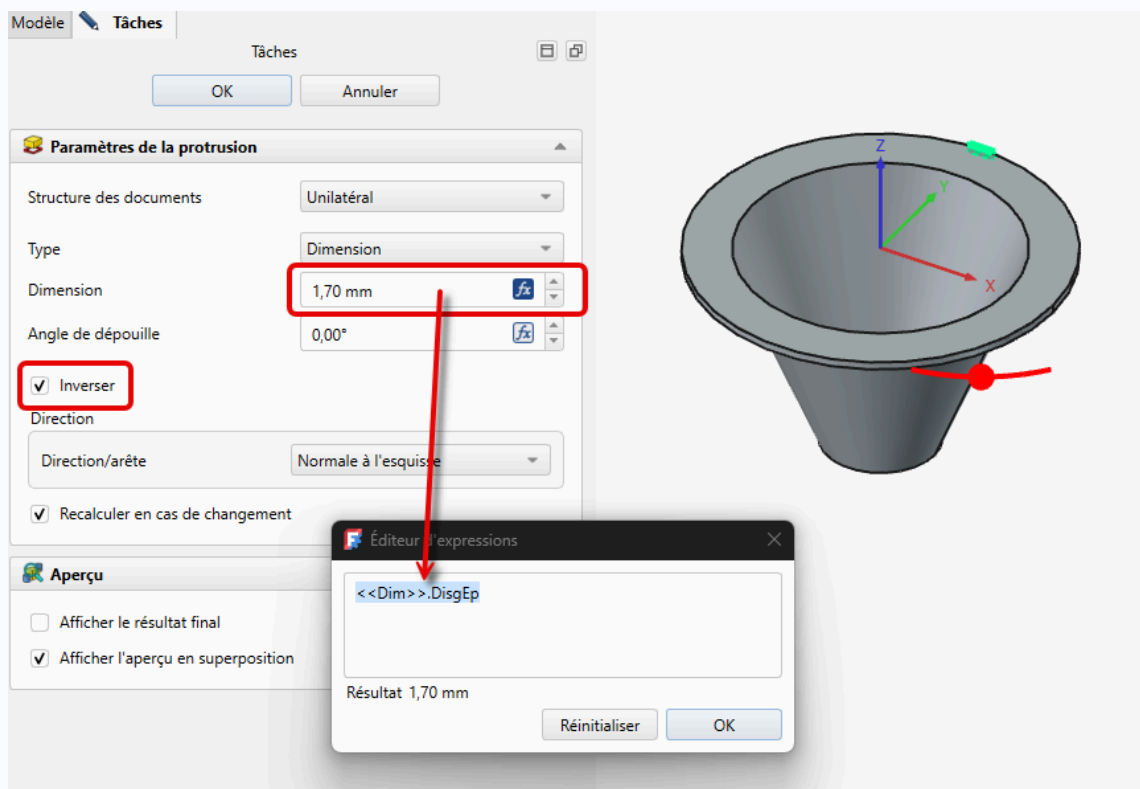 Modèle
Tâches
Tâches
OK
Annuler
Paramètres de la protrusion
Structure des documents
Unilatéral
Type
Dimension
Dimension
1,70 mm
fx
Angle de dépouille
0,00°
fx
Inverser
Direction
Direction/arête
Normale à l'esquisse
Recalculer en cas de changement
Aperçu
Afficher le résultat final
Afficher l'aperçu en superposition
Éditeur d'expressions
<<Dim>>.DisgEp
Résultat 1,70 mm
Réinitialiser
OK
Z
Y
X